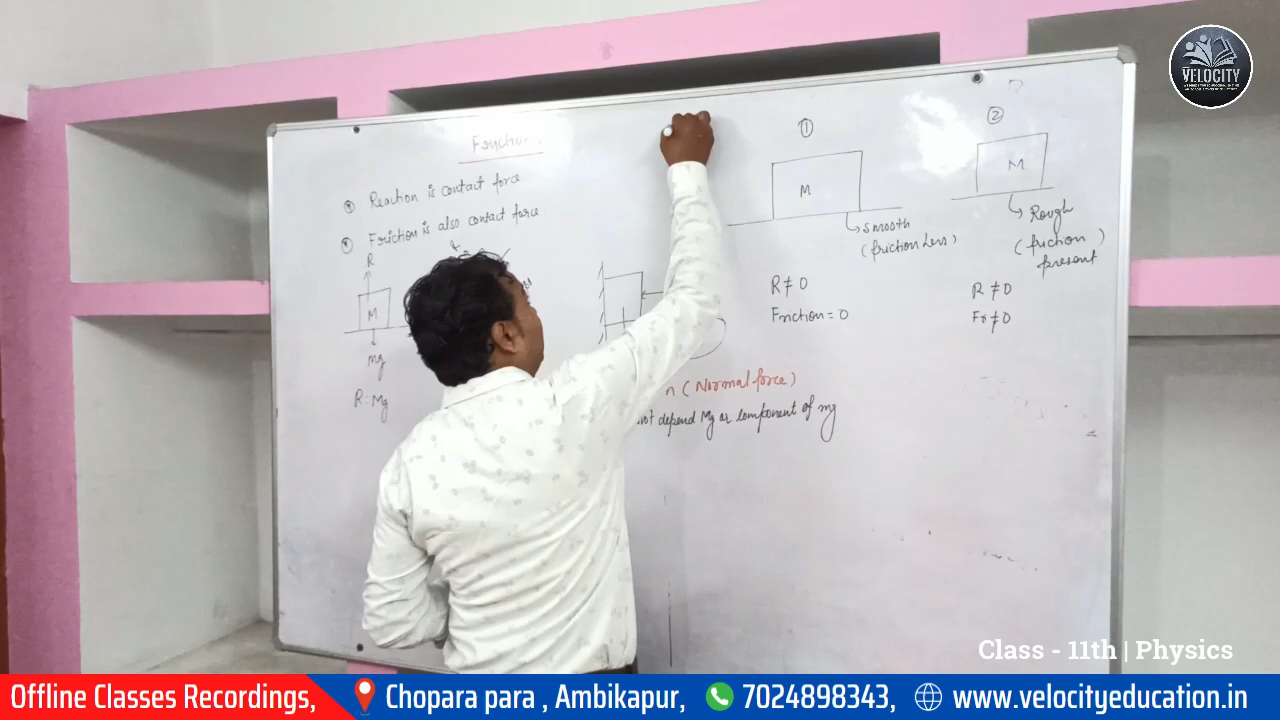 VELOCITY
Friction
Reaction is contact force
Friction is also contact force
R
M
Mg
R = Mg
M
n (Normal force)
not depend Mg or component of mg
①
M
smooth
(friction Less)
R ≠ 0
Friction = 0
②
M
Rough
(friction present)
R ≠ 0
Fr ≠ 0
Class - 11th | Physics
Offline Classes Recordings, Chopara para , Ambikapur, 7024898343, www.velocityeducation.in